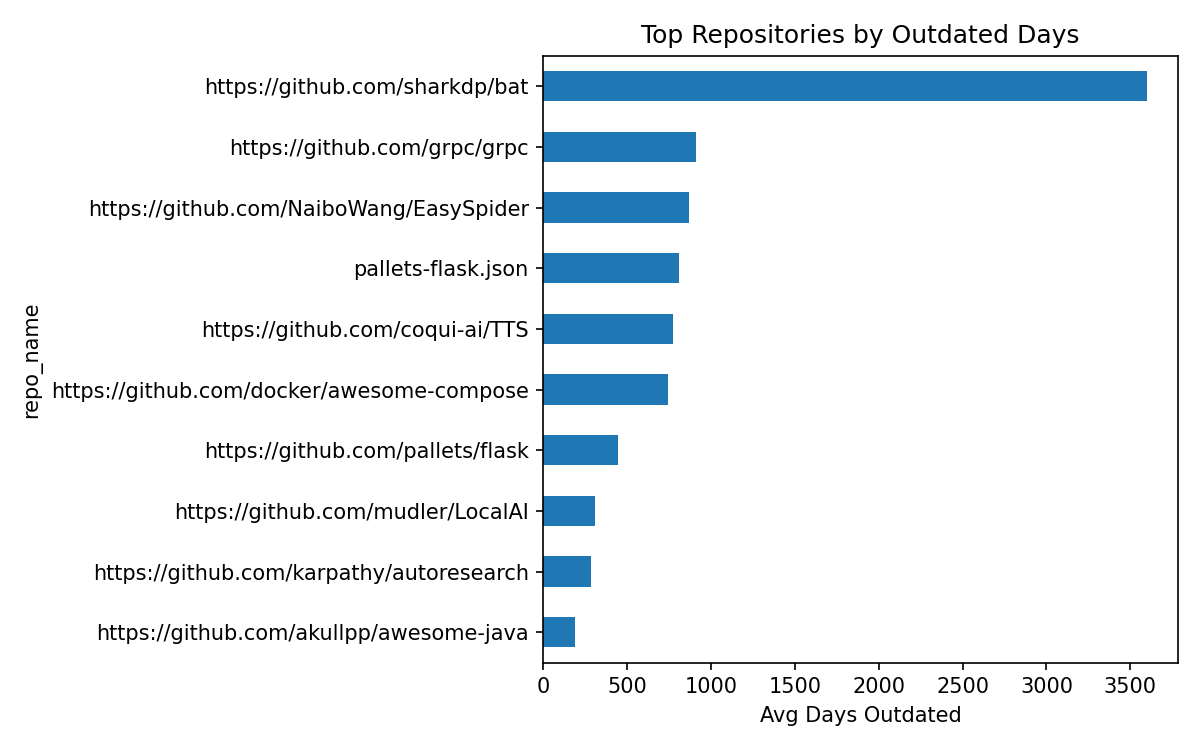 Top Repositories by Outdated Days
https://github.com/sharkdp/bat
https://github.com/grpc/grpc
https://github.com/NaiboWang/EasySpider
pallets-flask.json
https://github.com/coqui-ai/TTS
https://github.com/docker/awesome-compose
https://github.com/pallets/flask
https://github.com/mudler/LocalAI
https://github.com/karpathy/autoresearch
https://github.com/akullpp/awesome-java
repo_name
0 500 1000 1500 2000 2500 3000 3500
Avg Days Outdated